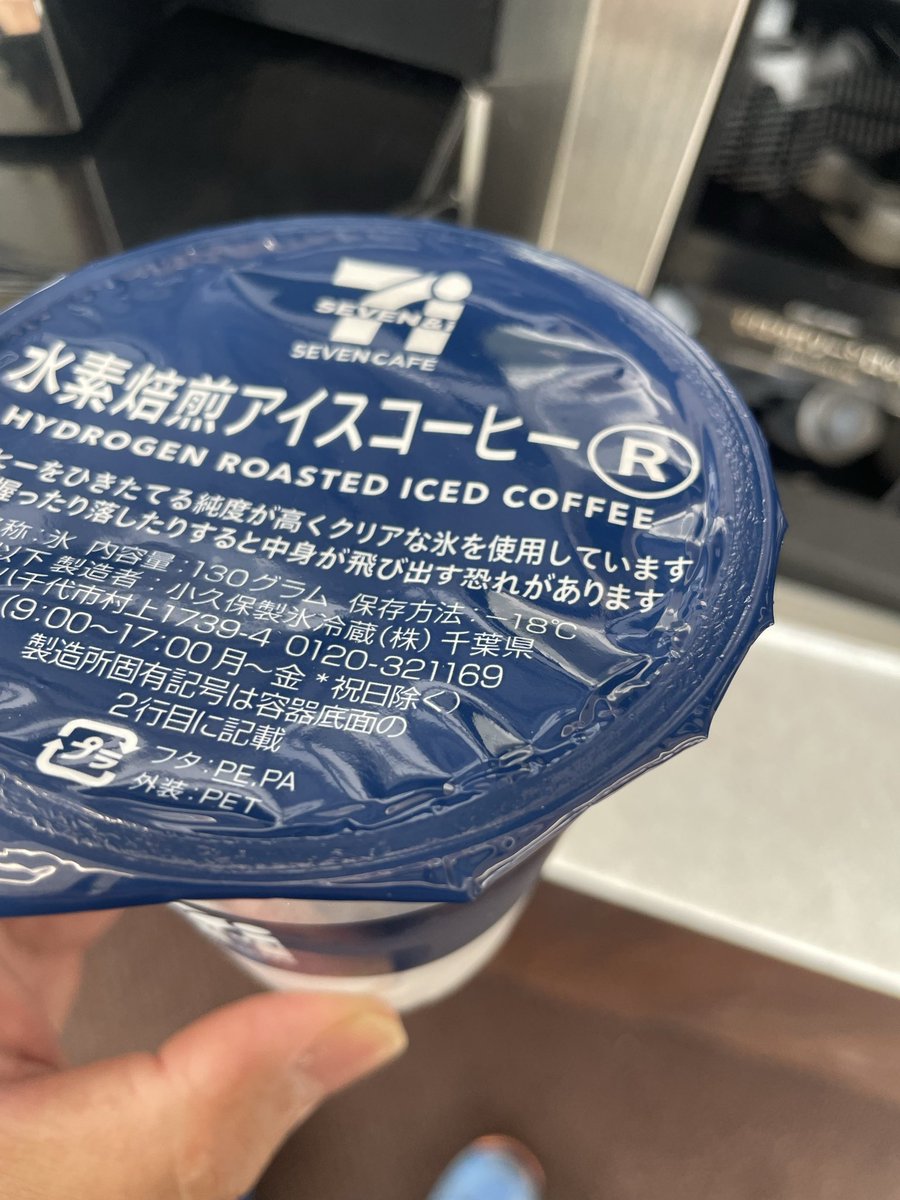 SEVEN&i
SEVEN CAFÉ
水素焙煎アイスコーヒー R
HYDROGEN ROASTED ICED COFFEE
ヒーをひきたてる純度が高くクリアな氷を使用しています
握ったり落したりすると中身が飛び出す恐れがあります
称:氷 内容量:130グラム 保存方法:-18℃
以下 製造者:小久保製氷冷蔵(株) 千葉県
八千代市村上1739-4 0120-321169
(9:00〜17:00 月〜金 *祝日除く)
製造所固有記号は容器底面の
2行目に記載
プラ
フタ:PE,PA
外装:PET